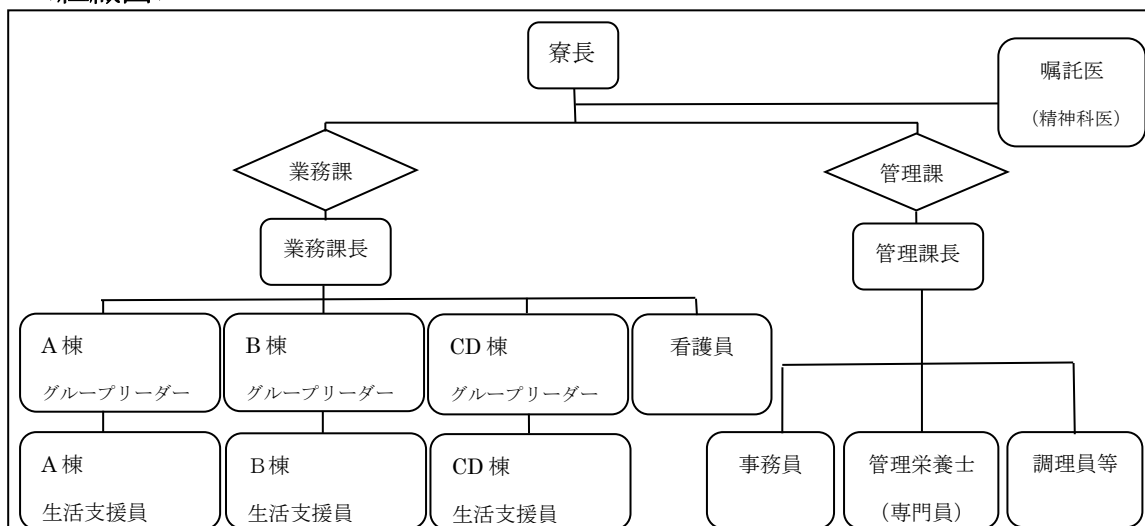 寮長
嘱託医
（精神科医）
業務課
管理課
業務課長
管理課長
A棟
グループリーダー
B棟
グループリーダー
CD棟
グループリーダー
看護員
A棟
生活支援員
B棟
生活支援員
CD棟
生活支援員
事務員
管理栄養士
（専門員）
調理員等